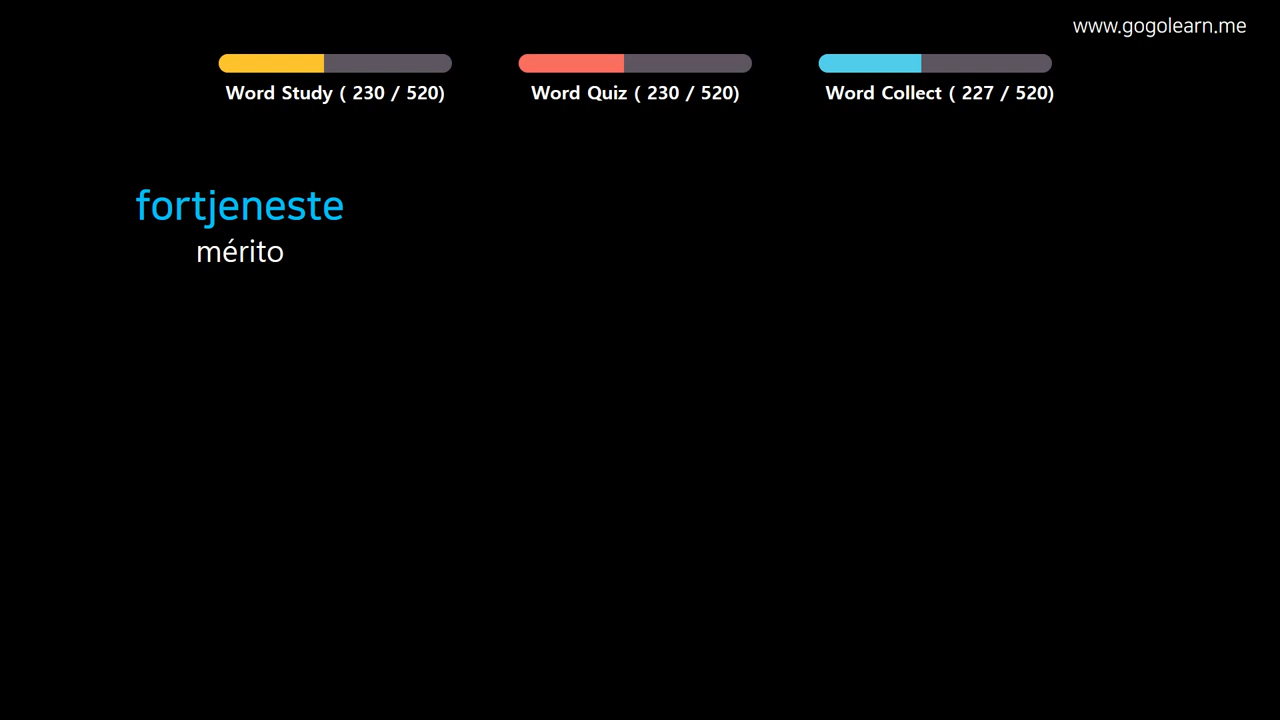 www.gogolearn.me
Word Study ( 230 / 520)
Word Quiz ( 230 / 520)
Word Collect ( 227 / 520)
fortjeneste
mérito